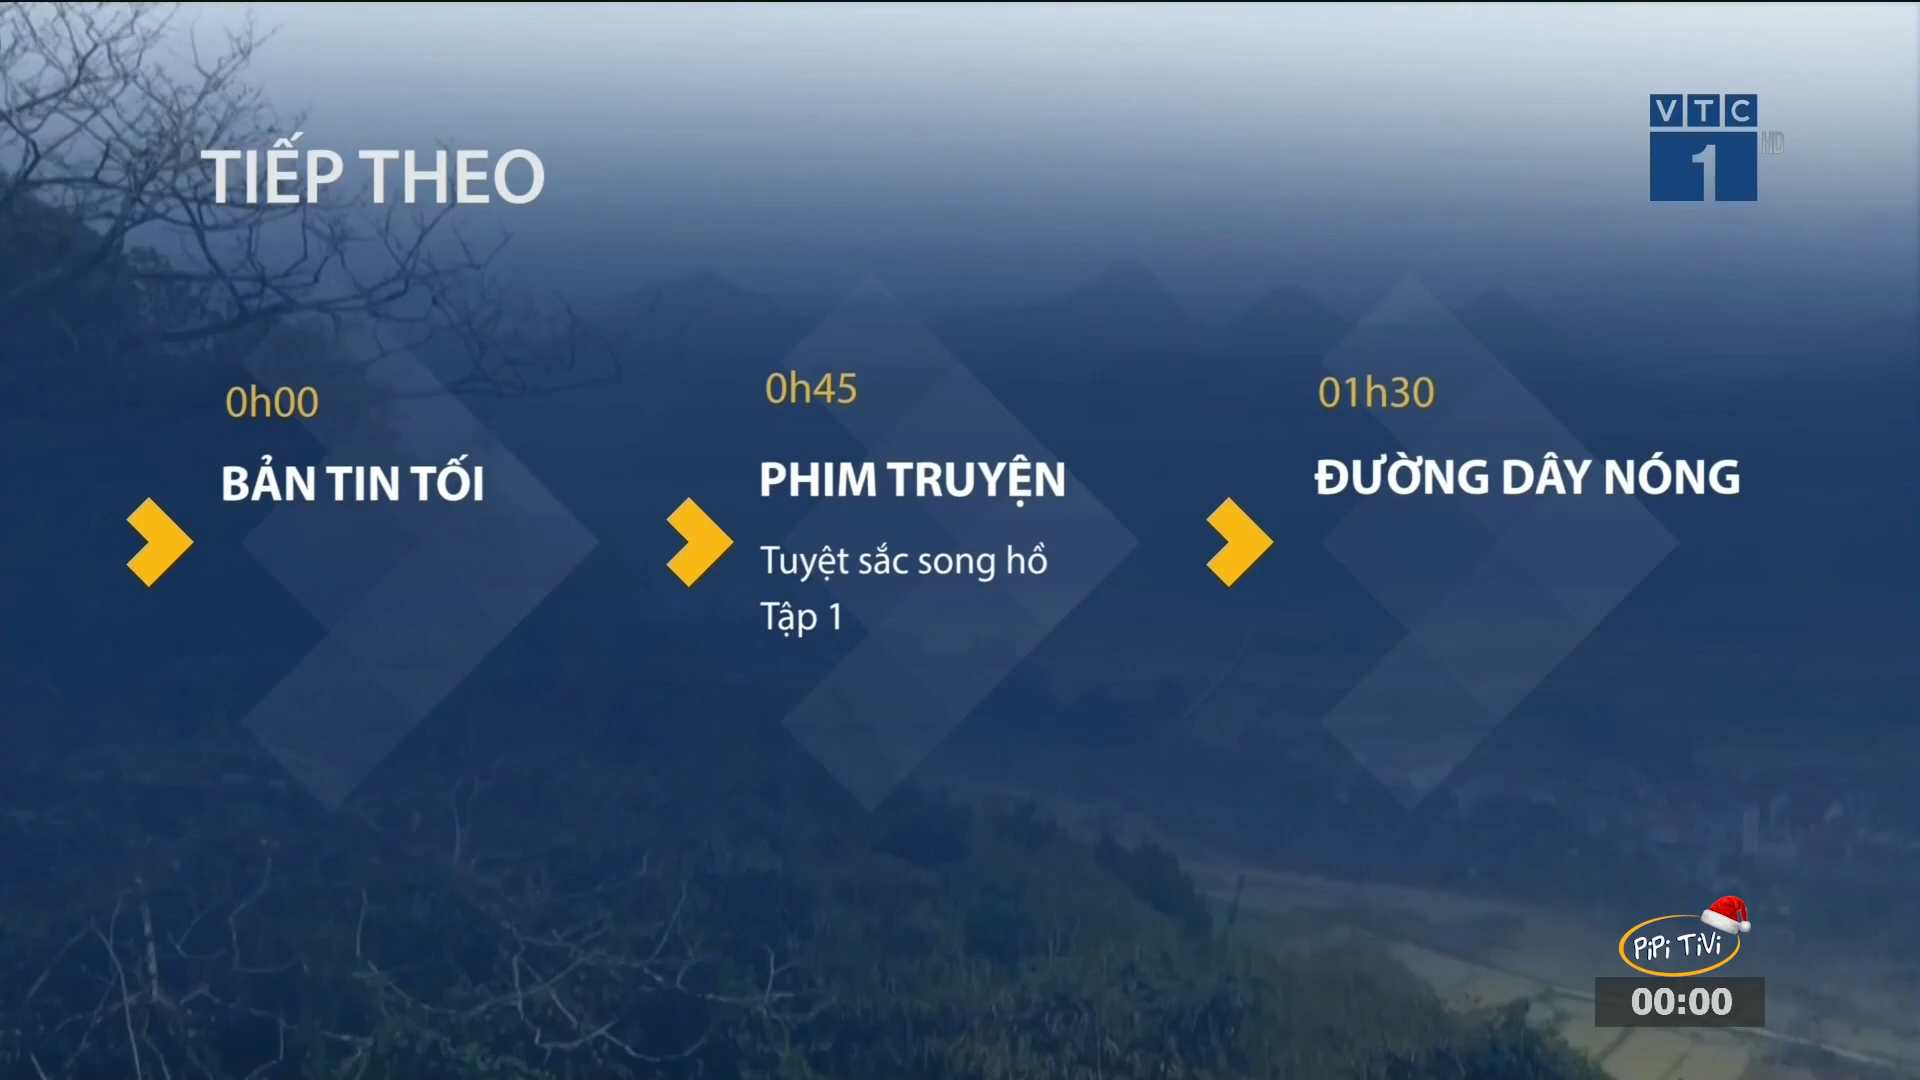 TIẾP THEO
VTC
1
HD
0h00
BẢN TIN TỐI
0h45
PHIM TRUYỆN
Tuyệt sắc song hồ
Tập 1
01h30
ĐƯỜNG DÂY NÓNG
PiPi TiVi
00:00